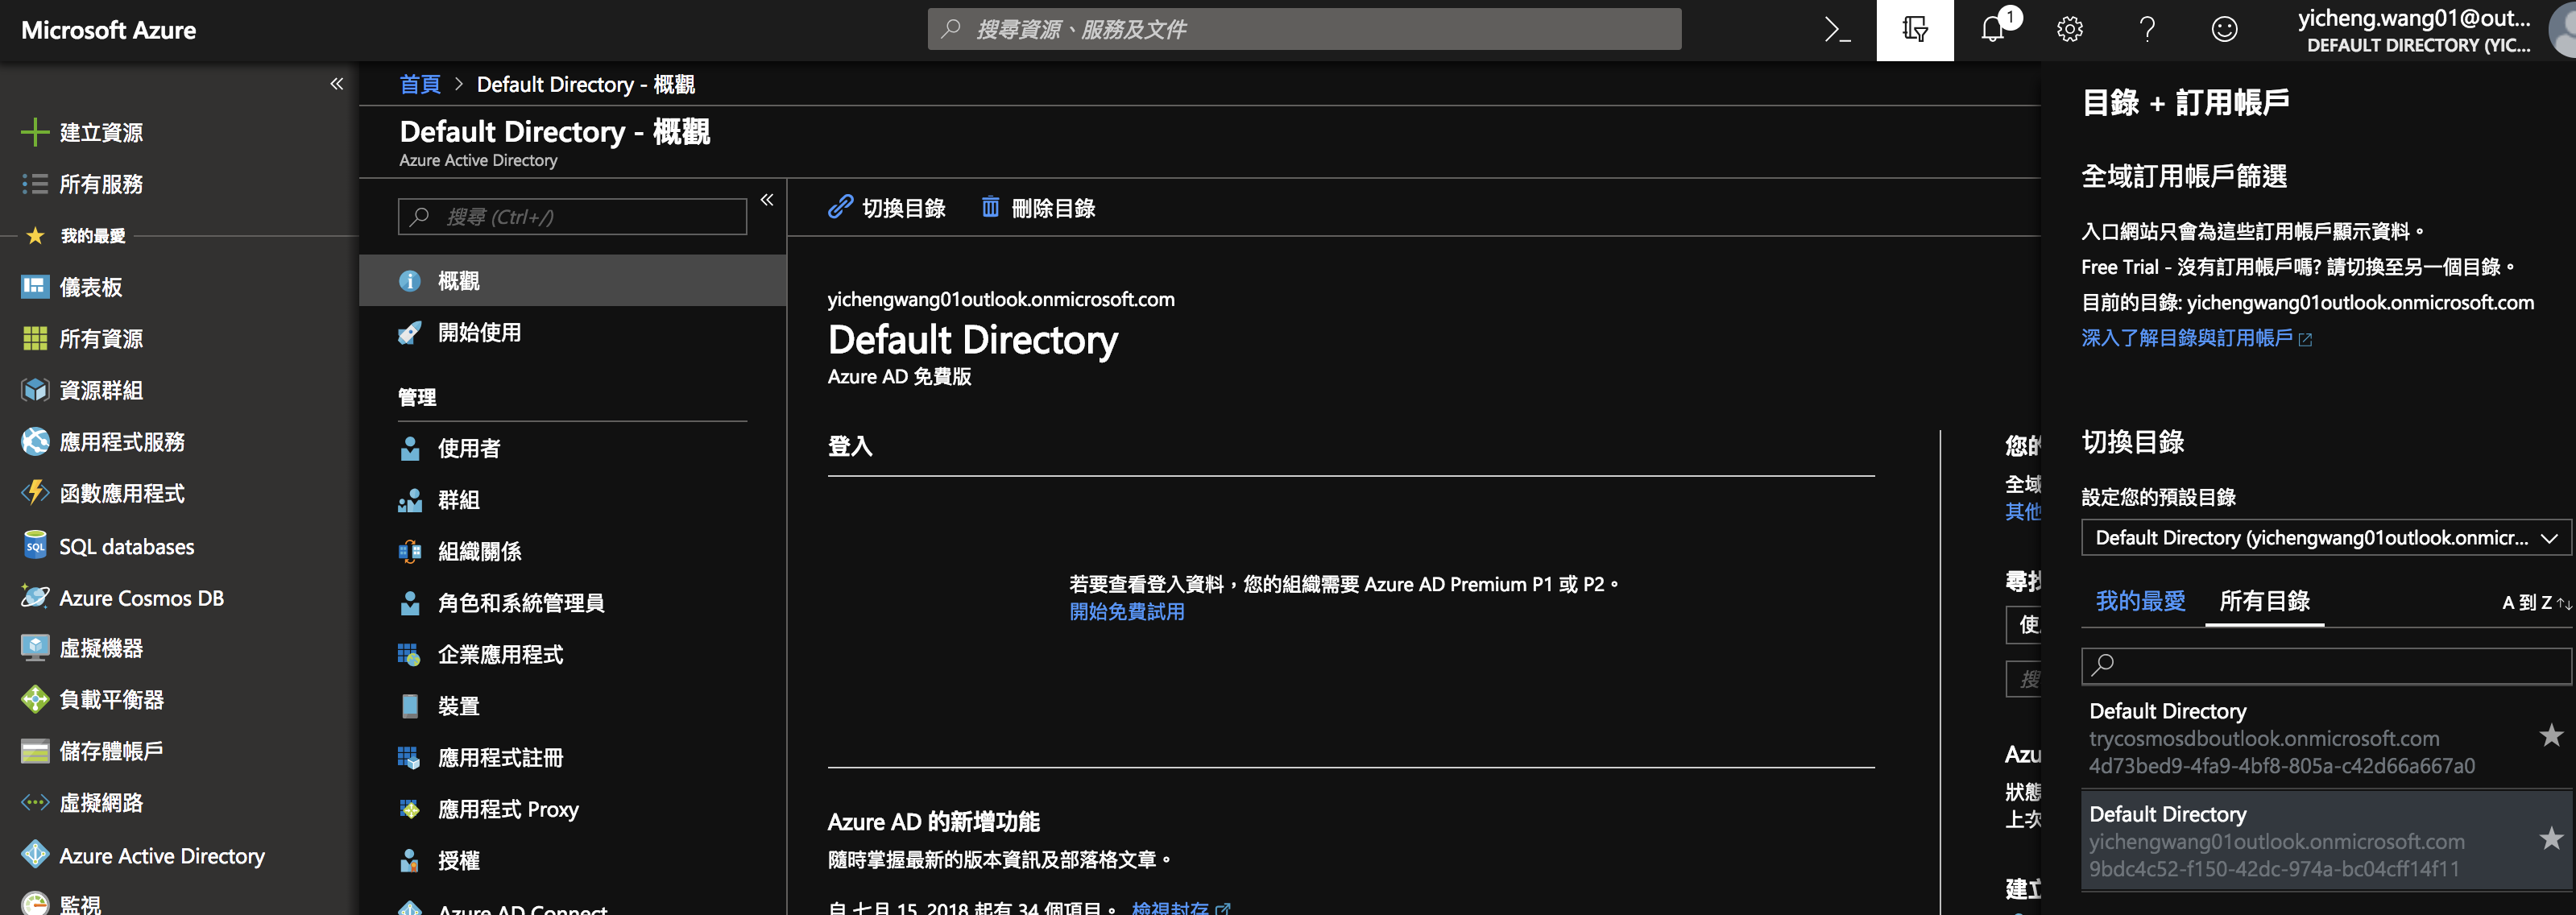 Microsoft Azure
搜尋資源、服務及文件
1
yicheng.wang01@out...
DEFAULT DIRECTORY (YIC...
建立資源
所有服務
我的最愛
儀表板
所有資源
資源群組
應用程式服務
函數應用程式
SQL databases
Azure Cosmos DB
虛擬機器
負載平衡器
儲存體帳戶
虛擬網路
Azure Active Directory
監視
首頁 > Default Directory - 概觀
Default Directory - 概觀
Azure Active Directory
搜尋 (Ctrl+/)
概觀
開始使用
管理
使用者
群組
組織關係
角色和系統管理員
企業應用程式
裝置
應用程式註冊
應用程式 Proxy
授權
Azure AD Connect
切換目錄
刪除目錄
yichengwang01outlook.onmicrosoft.com
Default Directory
Azure AD 免費版
登入
若要查看登入資料，您的組織需要 Azure AD Premium P1 或 P2。
開始免費試用
Azure AD 的新增功能
隨時掌握最新的版本資訊及部落格文章。
自 七月 15, 2018 起有 34 個項目。 檢視封存
您的
全域
其他
尋找
使
搜
Azu
狀態
上次
建立
目錄 + 訂用帳戶
全域訂用帳戶篩選
入口網站只會為這些訂用帳戶顯示資料。
Free Trial - 沒有訂用帳戶嗎? 請切換至另一個目錄。
目前的目錄: yichengwang01outlook.onmicrosoft.com
深入了解目錄與訂用帳戶
切換目錄
設定您的預設目錄
Default Directory (yichengwang01outlook.onmicr...
我的最愛
所有目錄
A 到 Z↑↓
Default Directory
trycosmosdboutlook.onmicrosoft.com
4d73bed9-4fa9-4bf8-805a-c42d66a667a0
Default Directory
yichengwang01outlook.onmicrosoft.com
9bdc4c52-f150-42dc-974a-bc04cff14f11